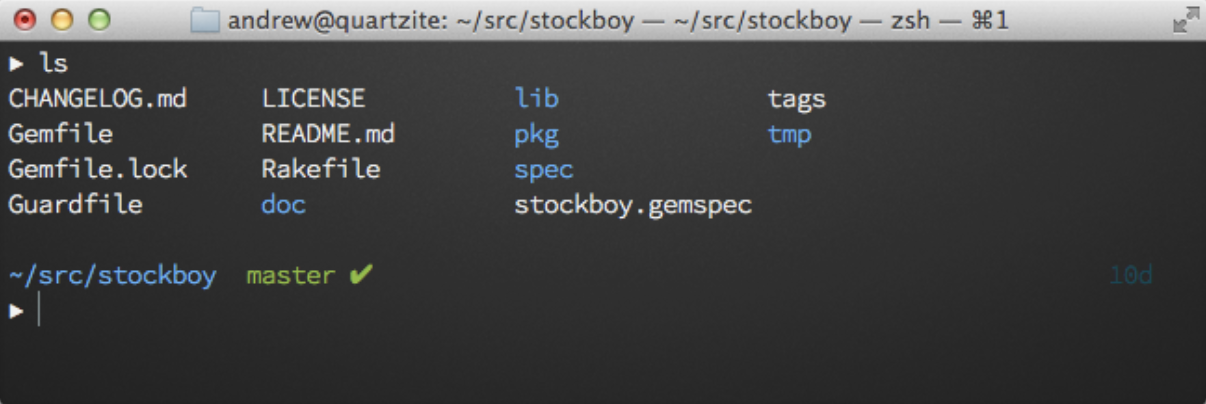 andrew@quartzite: ~/src/stockboy — ~/src/stockboy — zsh — ⌘1
▶ ls
CHANGELOG.md LICENSE lib tags
Gemfile README.md pkg tmp
Gemfile.lock Rakefile spec
Guardfile doc stockboy.gemspec
~/src/stockboy master ✔ 10d
▶